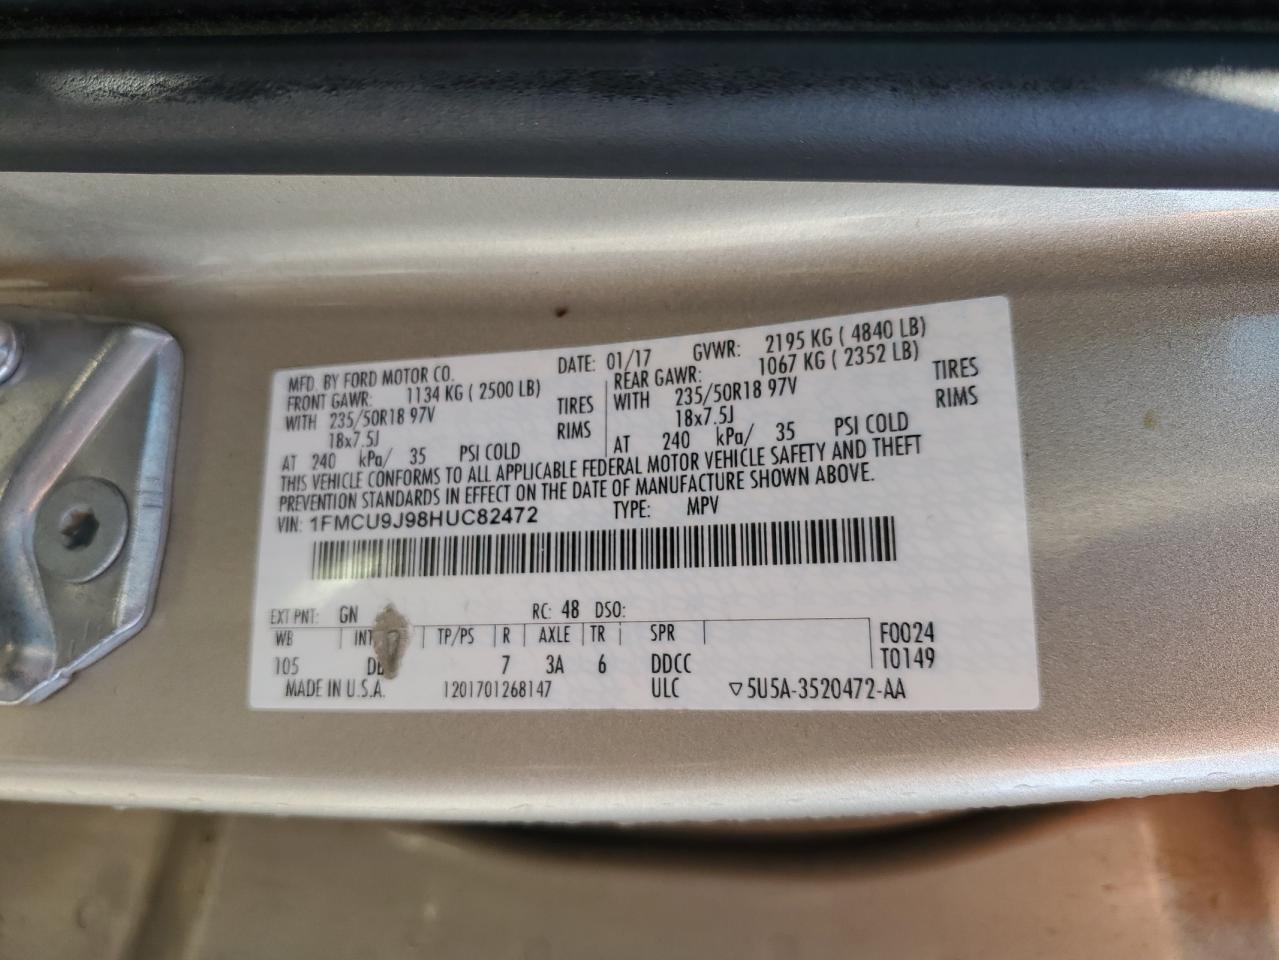 MFD. BY FORD MOTOR CO. DATE: 01/17 GVWR: 2195 KG ( 4840 LB)
FRONT GAWR: 1134 KG ( 2500 LB) REAR GAWR: 1067 KG ( 2352 LB)
WITH 235/50R18 97V TIRES WITH 235/50R18 97V TIRES
18x7.5J RIMS 18x7.5J RIMS
AT 240 kPa/ 35 PSI COLD AT 240 kPa/ 35 PSI COLD
THIS VEHICLE CONFORMS TO ALL APPLICABLE FEDERAL MOTOR VEHICLE SAFETY AND THEFT
PREVENTION STANDARDS IN EFFECT ON THE DATE OF MANUFACTURE SHOWN ABOVE.
VIN: 1FMCU9J98HUC82472 TYPE: MPV
EXT PNT: GN RC: 48 DSO:
WB INT TP/PS R AXLE TR SPR F0024
105 7 3A 6 DDCC T0149
MADE IN U.S.A. 1201701268147 ULC ▽5U5A-3520472-AA